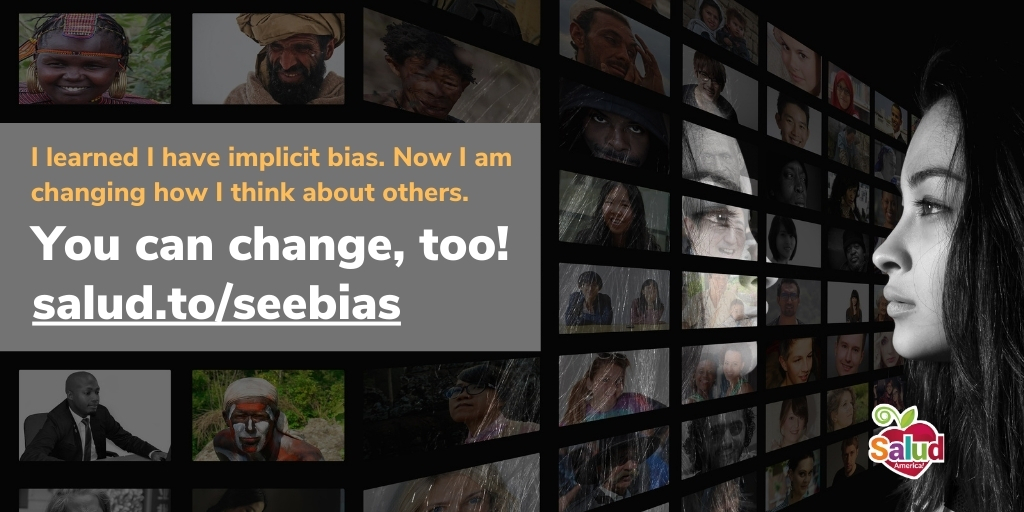 I learned I have implicit bias. Now I am
changing how I think about others.
You can change, too!
salud.to/seebias
Salud
America!